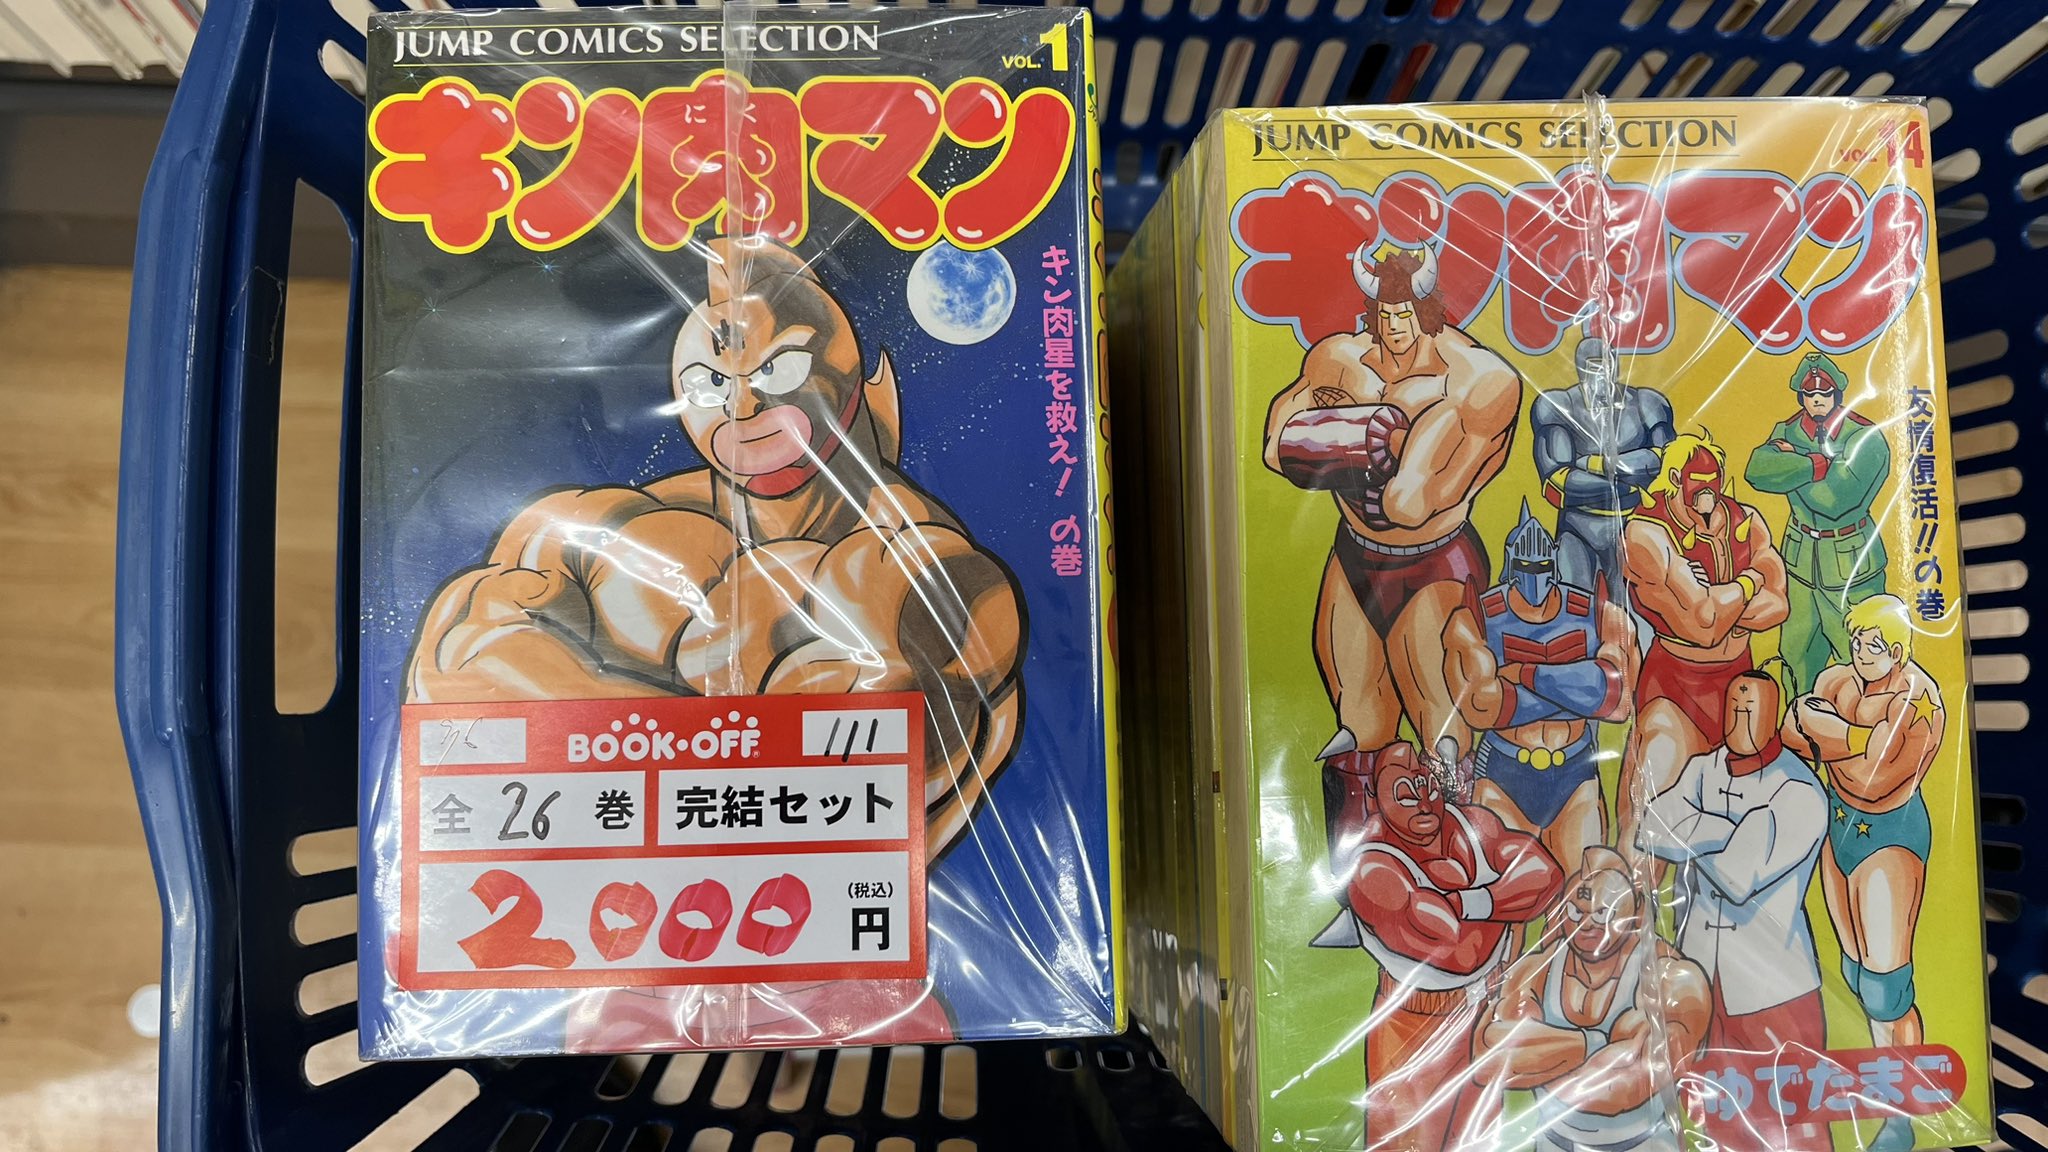 JUMP COMICS SELECTION
VOL.1
キン肉マン
にく
キン肉星を救え!の巻
BOOK・OFF
111
全 26 巻
完結セット
2000円
(税込)
JUMP COMICS SELECTION
VOL.14
キン肉マン
友情復活!!の巻
ゆでたまご